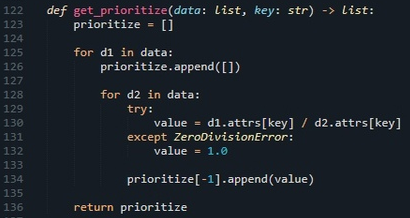 122 def get_prioritize(data: list, key: str) -> list:
123     prioritize = []
124
125     for d1 in data:
126         prioritize.append([])
127
128         for d2 in data:
129             try:
130                 value = d1.attrs[key] / d2.attrs[key]
131             except ZeroDivisionError:
132                 value = 1.0
133
134             prioritize[-1].append(value)
135
136     return prioritize